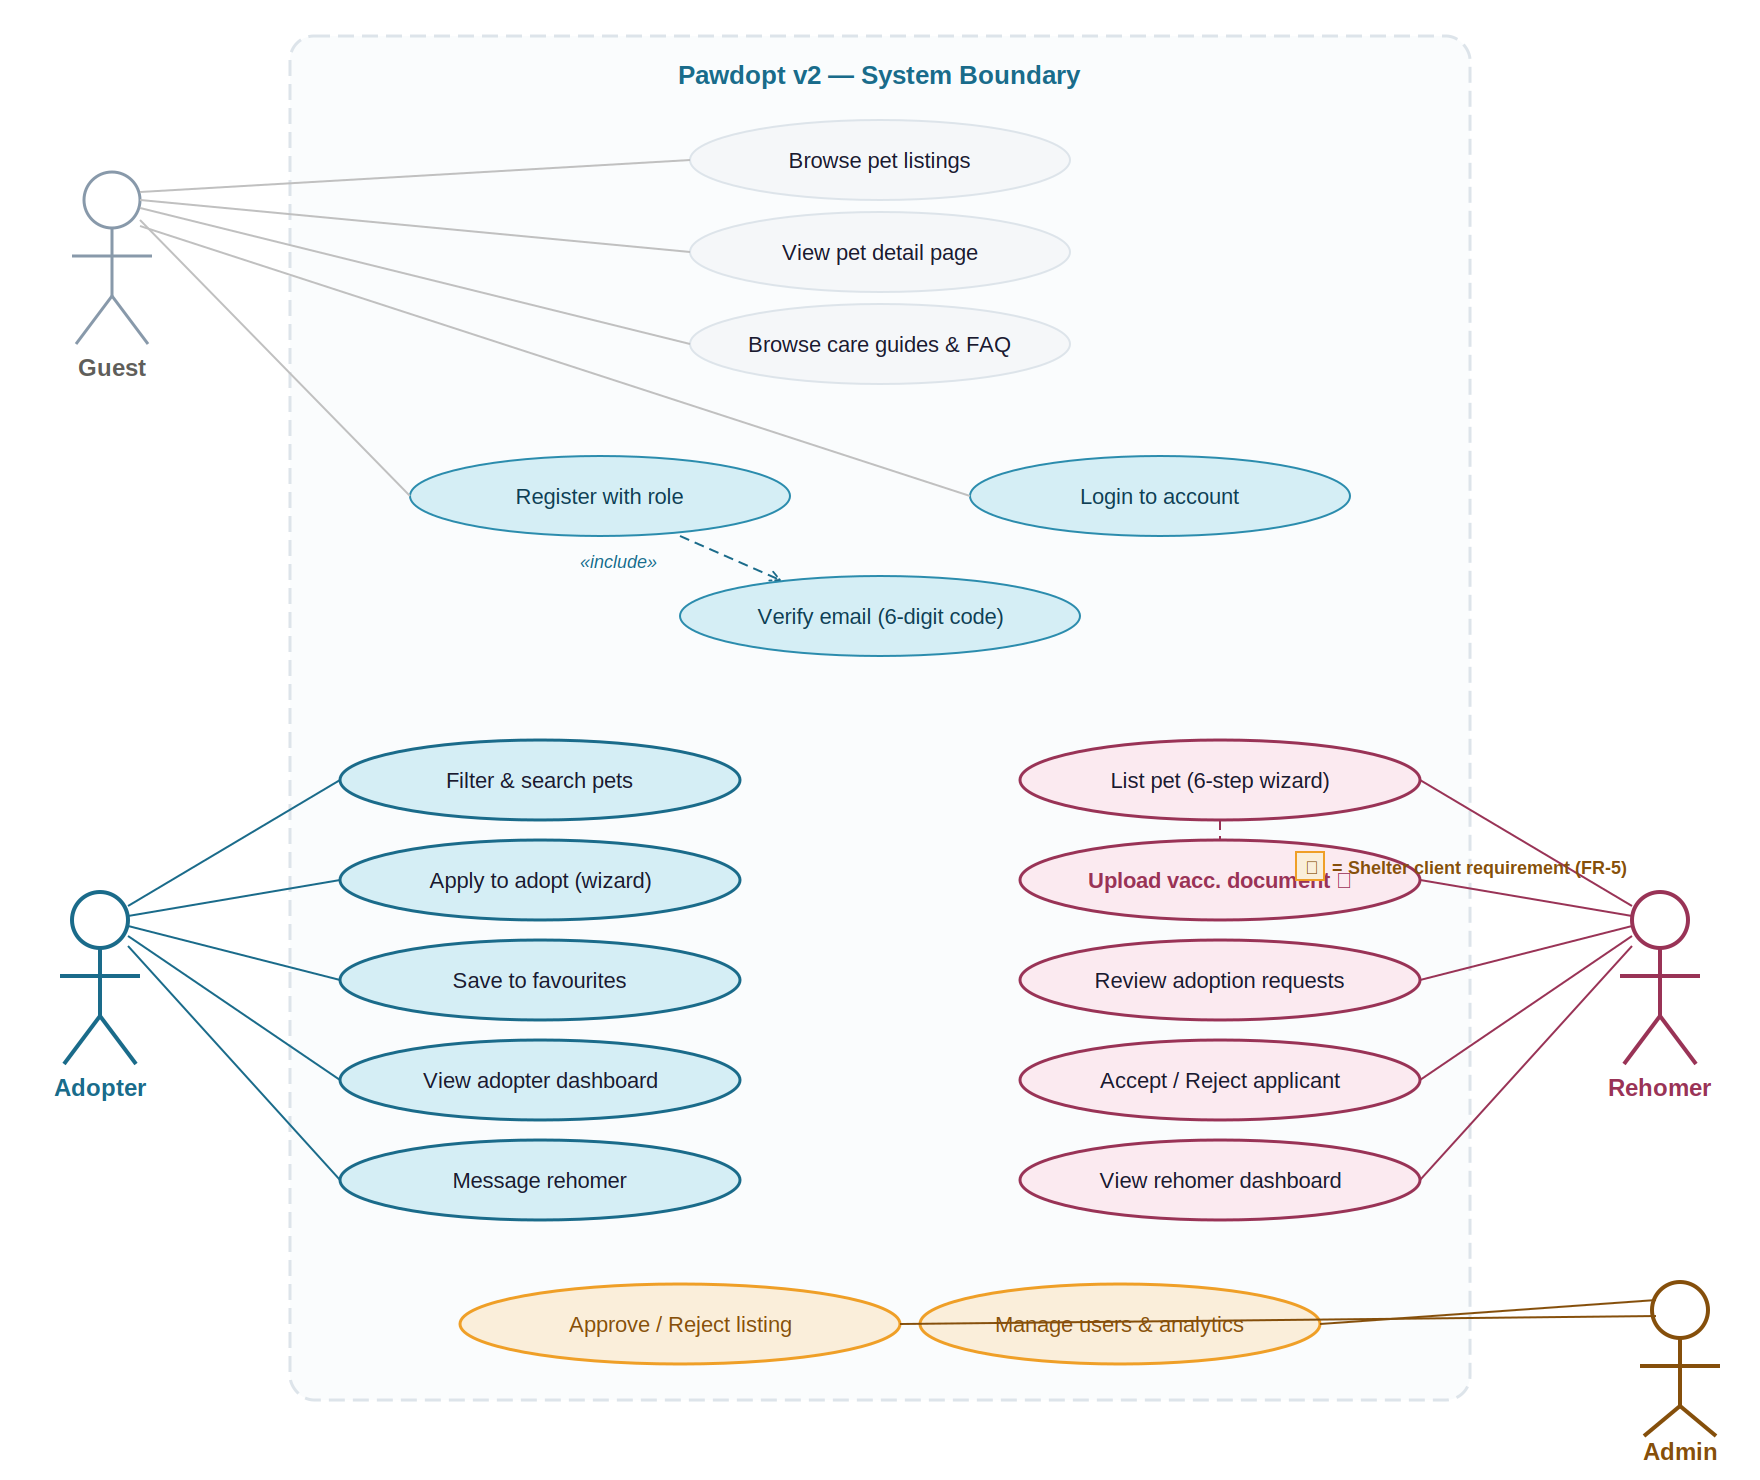 Pawdopt v2 — System Boundary
Browse pet listings
View pet detail page
Browse care guides & FAQ
Guest
Register with role
Login to account
«include»
Verify email (6-digit code)
Filter & search pets
List pet (6-step wizard)
Apply to adopt (wizard)
Upload vacc. document
= Shelter client requirement (FR-5)
Save to favourites
Review adoption requests
View adopter dashboard
Accept / Reject applicant
Adopter
Rehomer
Message rehomer
View rehomer dashboard
Approve / Reject listing
Manage users & analytics
Admin